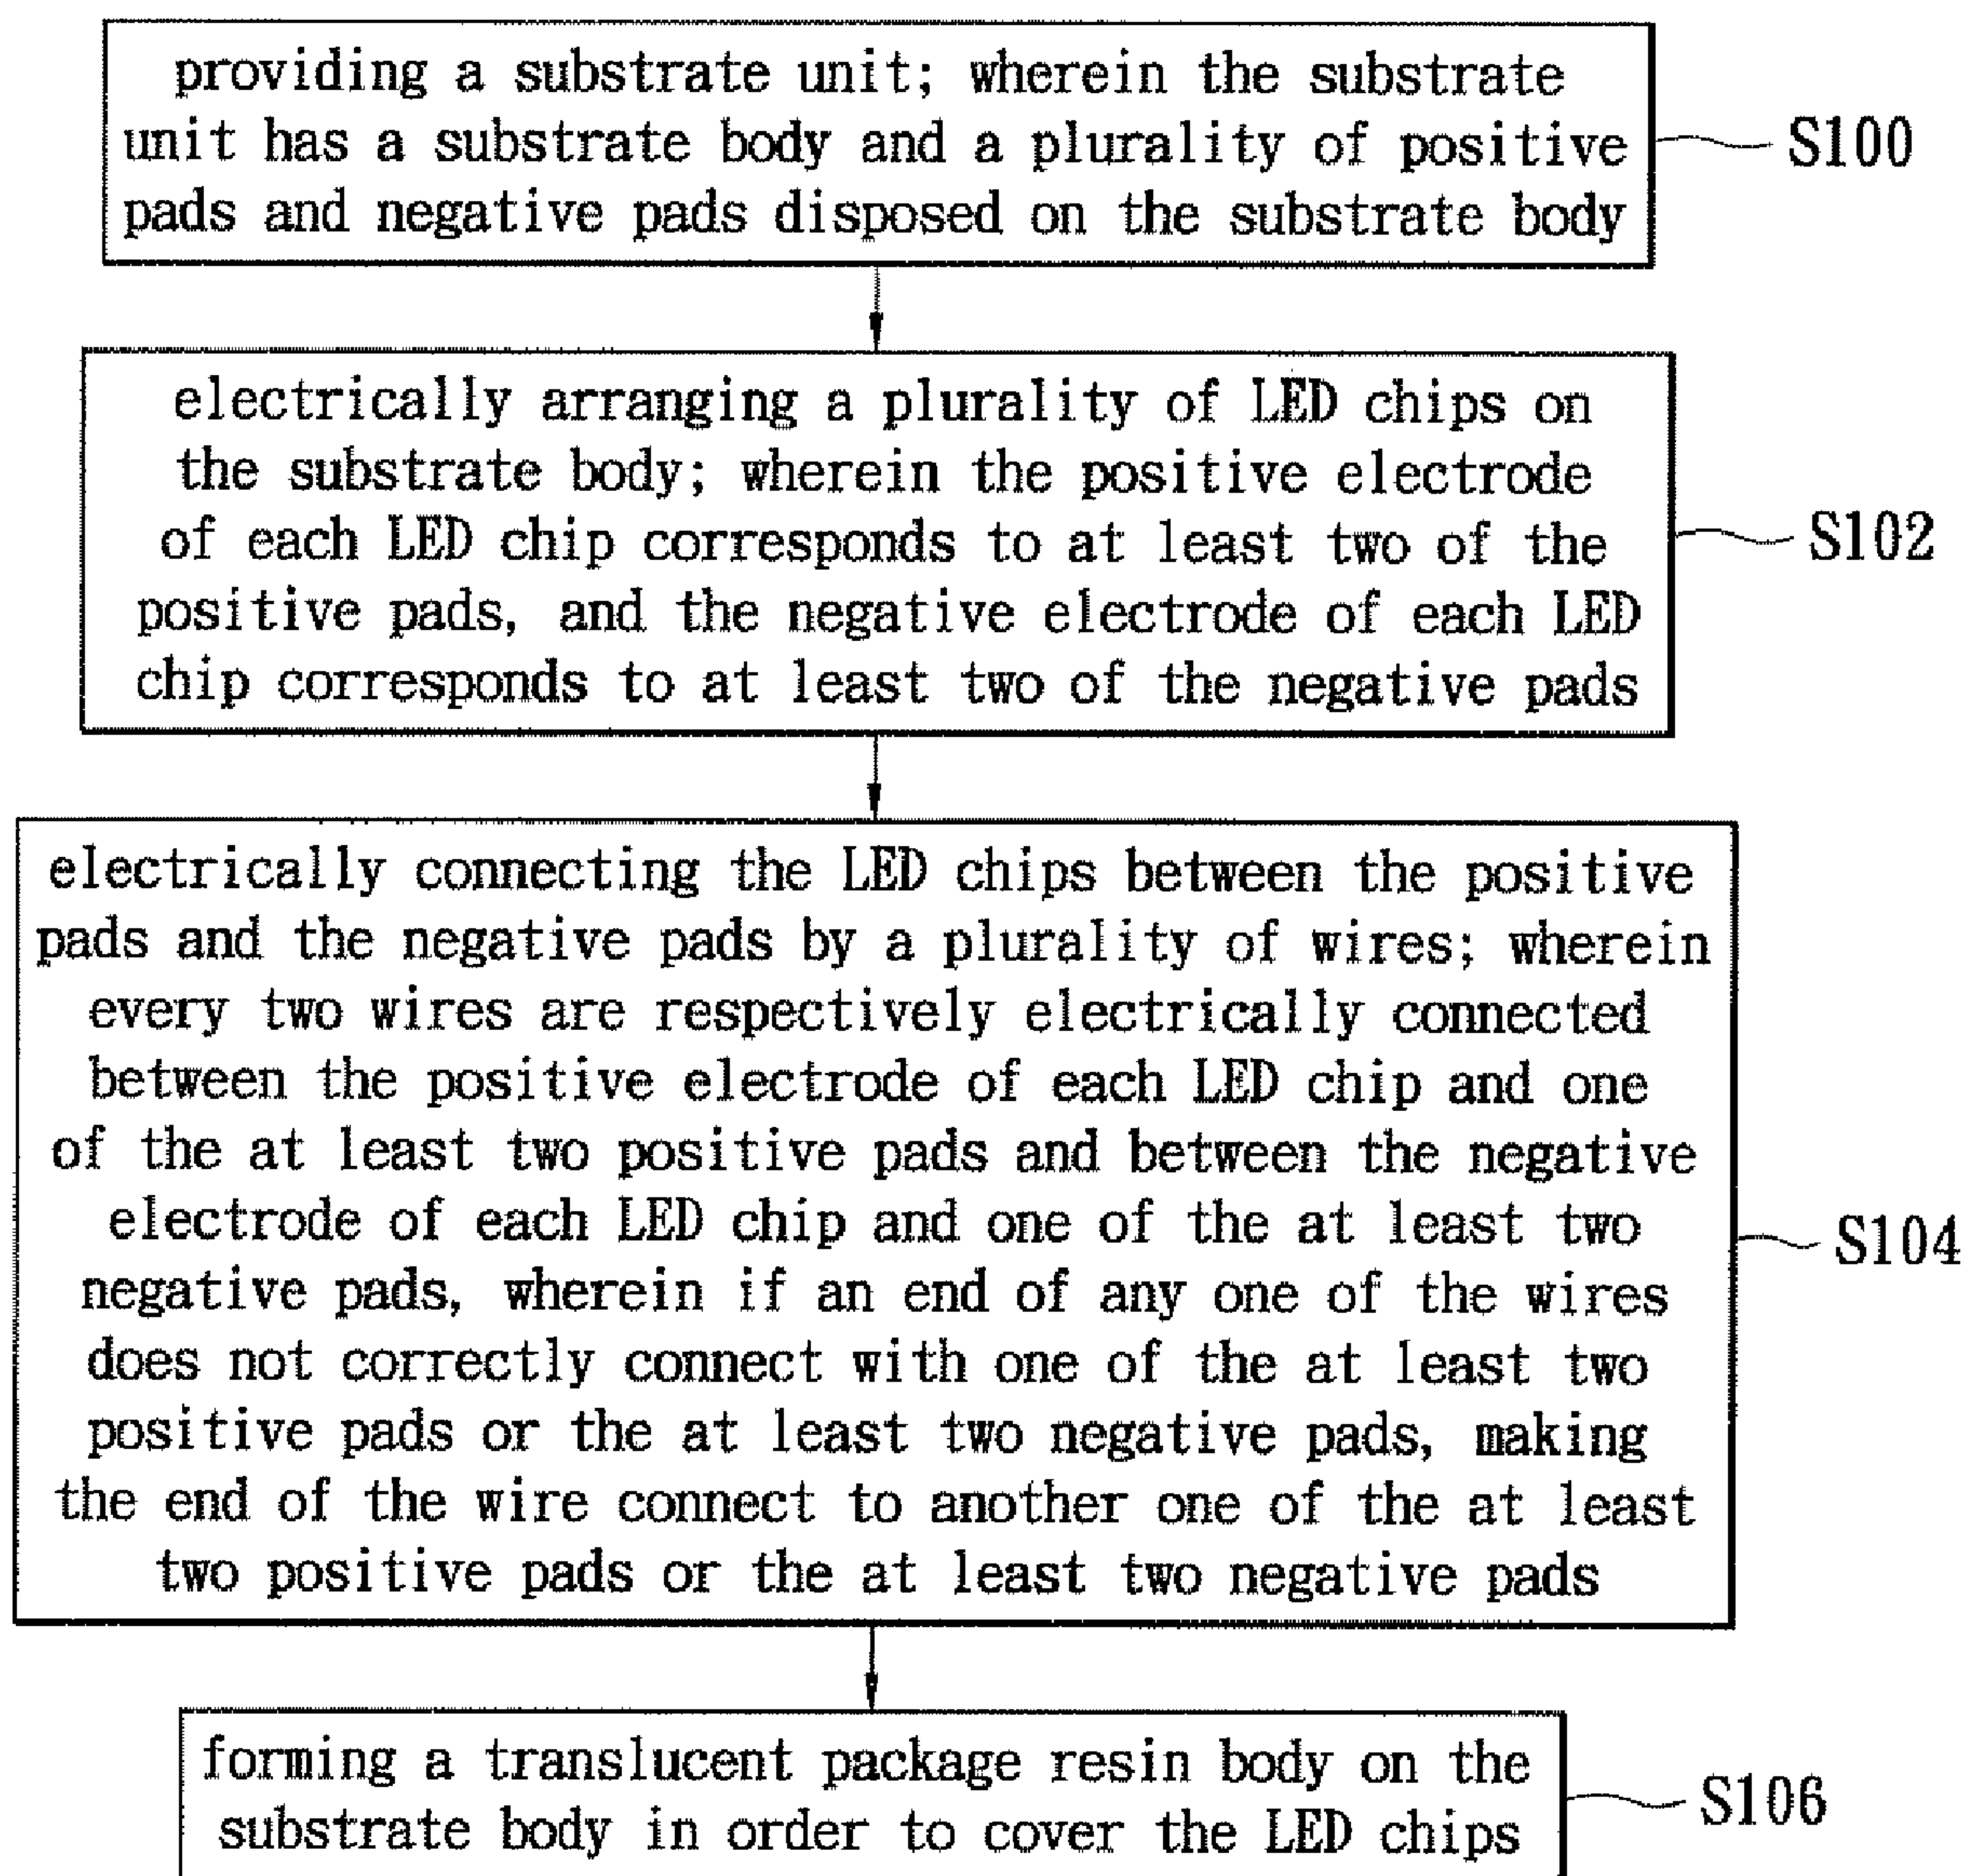 providing a substrate unit; wherein the substrate
unit has a substrate body and a plurality of positive
pads and negative pads disposed on the substrate body
S100
electrically arranging a plurality of LED chips on
the substrate body; wherein the positive electrode
of each LED chip corresponds to at least two of the
positive pads, and the negative electrode of each LED
chip corresponds to at least two of the negative pads
S102
electrically connecting the LED chips between the positive
pads and the negative pads by a plurality of wires; wherein
every two wires are respectively electrically connected
between the positive electrode of each LED chip and one
of the at least two positive pads and between the negative
electrode of each LED chip and one of the at least two
negative pads, wherein if an end of any one of the wires
does not correctly connect with one of the at least two
positive pads or the at least two negative pads, making
the end of the wire connect to another one of the at least
two positive pads or the at least two negative pads
S104
forming a translucent package resin body on the
substrate body in order to cover the LED chips
S106